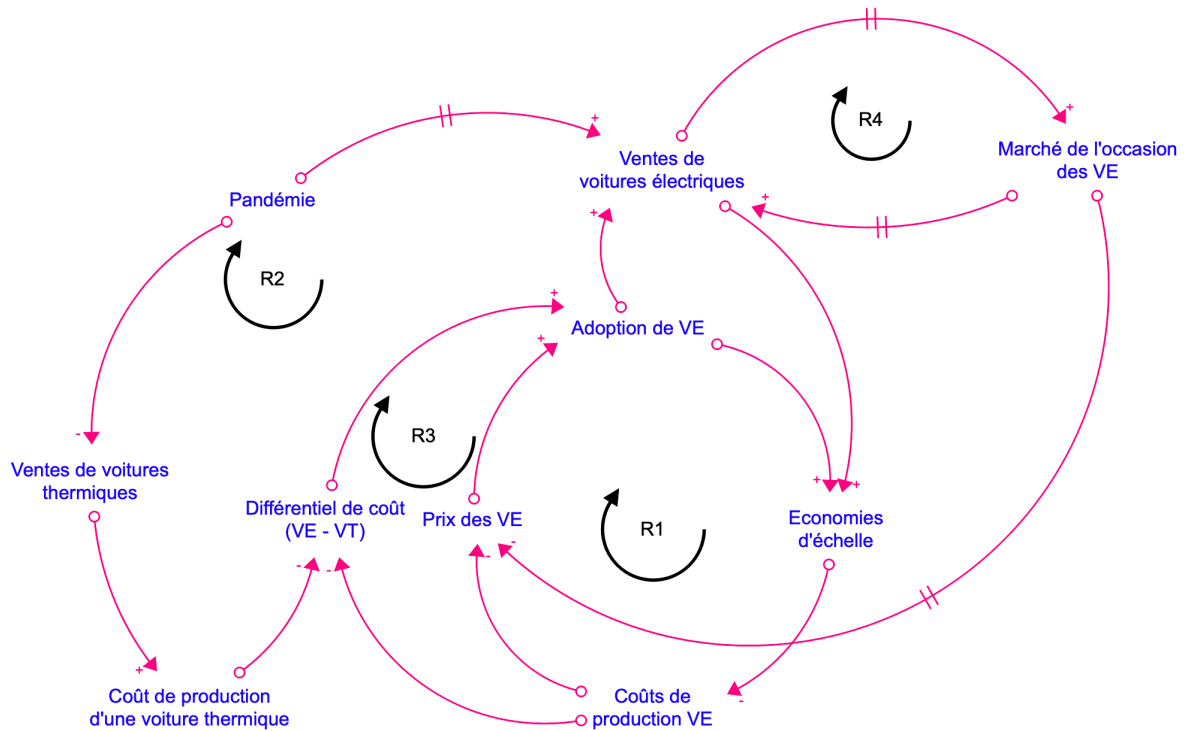 R4
Marché de l'occasion
des VE
Ventes de
voitures électriques
Pandémie
R2
Adoption de VE
R3
Ventes de voitures
thermiques
Différentiel de coût
(VE - VT)
Prix des VE
R1
Economies
d'échelle
Coût de production
d'une voiture thermique
Coûts de
production VE